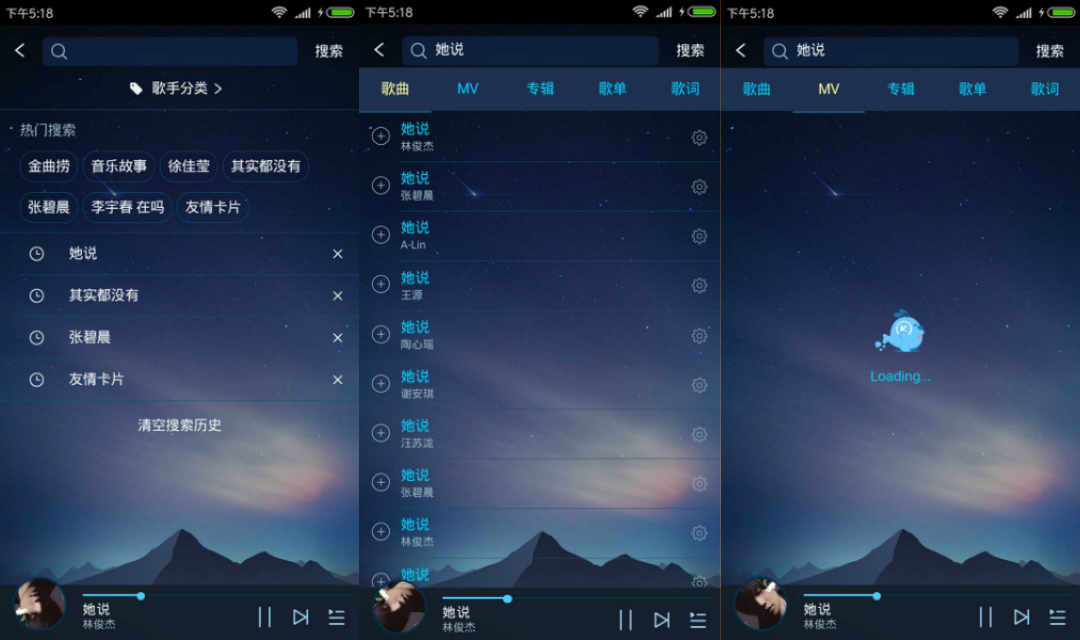 下午5:18
搜索
歌手分类
热门搜索
金曲捞 音乐故事 徐佳莹 其实都没有
张碧晨 李宇春 在吗 友情卡片
她说
其实都没有
张碧晨
友情卡片
清空搜索历史
她说
林俊杰
下午5:18
她说 搜索
歌曲 MV 专辑 歌单 歌词
她说
林俊杰
她说
张碧晨
她说
A-Lin
她说
王源
她说
陶心瑶
她说
谢安琪
她说
汪苏泷
她说
张碧晨
她说
林俊杰
她说
她说
林俊杰
下午5:18
她说 搜索
歌曲 MV 专辑 歌单 歌词
Loading...
她说
林俊杰